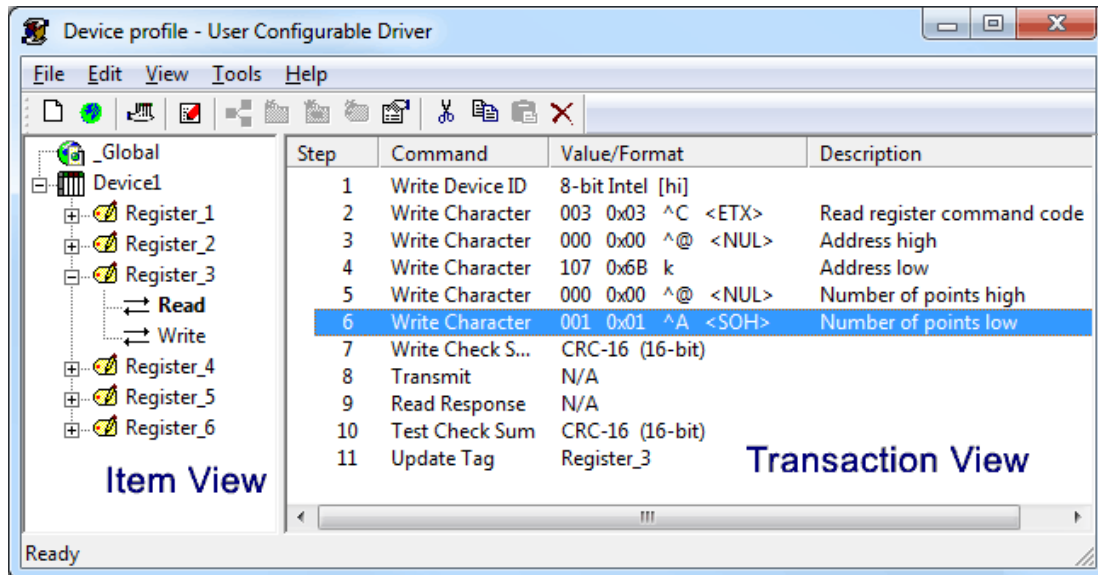 Device profile - User Configurable Driver
File Edit View Tools Help
_Global
Device1
Register_1
Register_2
Register_3
Read
Write
Register_4
Register_5
Register_6
Item View
Step Command Value/Format Description
1 Write Device ID 8-bit Intel [hi]
2 Write Character 003 0x03 ^C <ETX> Read register command code
3 Write Character 000 0x00 ^@ <NUL> Address high
4 Write Character 107 0x6B k Address low
5 Write Character 000 0x00 ^@ <NUL> Number of points high
6 Write Character 001 0x01 ^A <SOH> Number of points low
7 Write Check S... CRC-16 (16-bit)
8 Transmit N/A
9 Read Response N/A
10 Test Check Sum CRC-16 (16-bit)
11 Update Tag Register_3
Transaction View
Ready